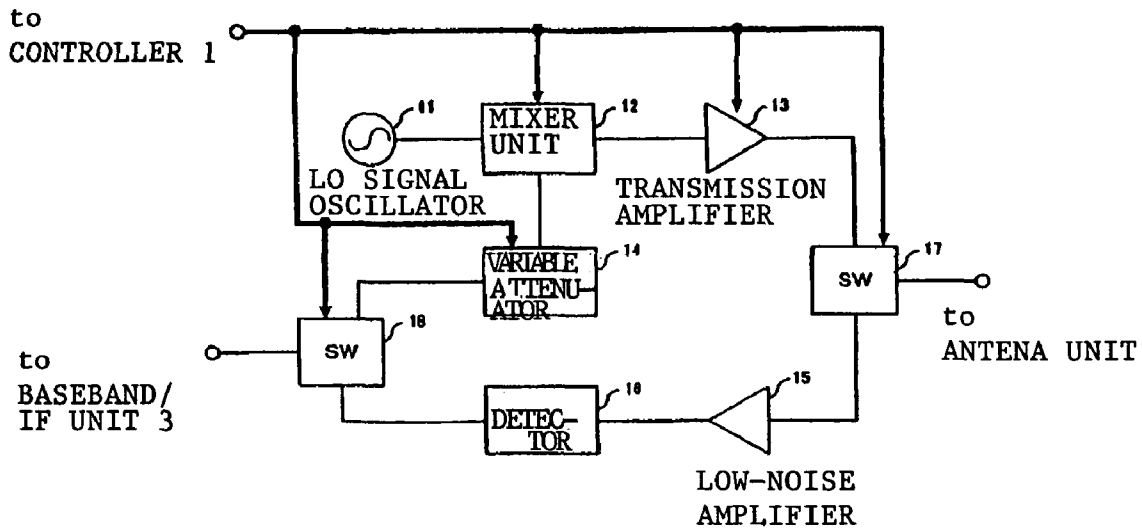 to
CONTROLLER 1
11
MIXER
UNIT
12
13
LO SIGNAL
OSCILLATOR
TRANSMISSION
AMPLIFIER
VARIABLE
ATTENU-
ATOR
14
SW
17
to
ANTENA UNIT
SW
18
to
BASEBAND/
IF UNIT 3
DETEC-
TOR
16
15
LOW-NOISE
AMPLIFIER